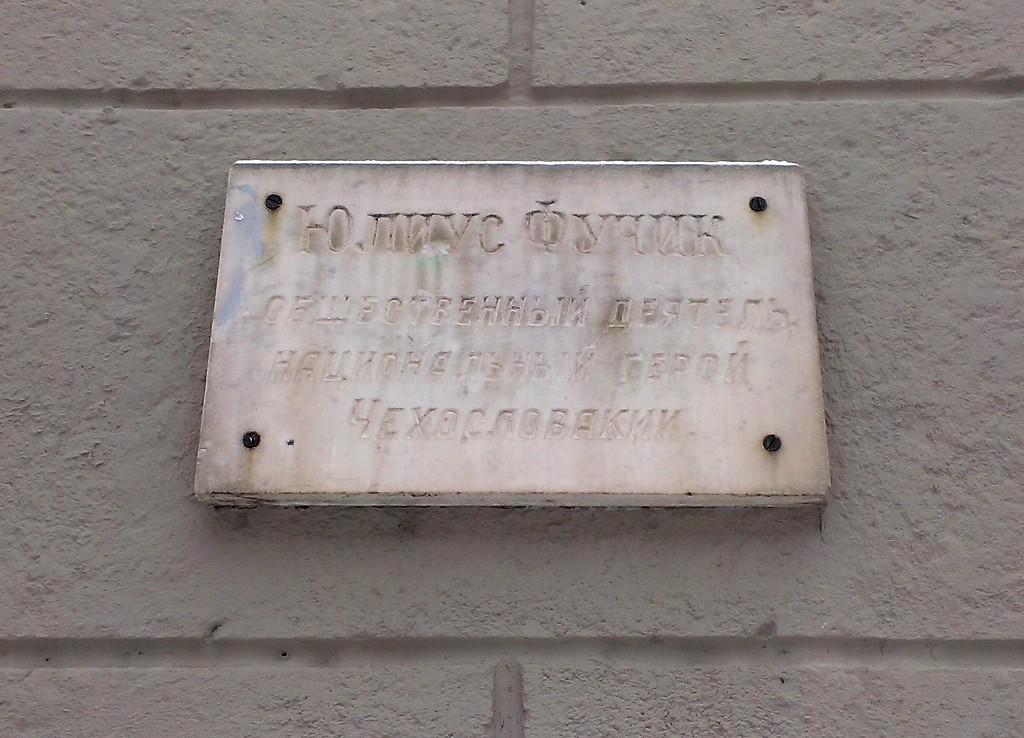 Юлиус Фучик
общественный деятель,
национальный герой
Чехословакии.